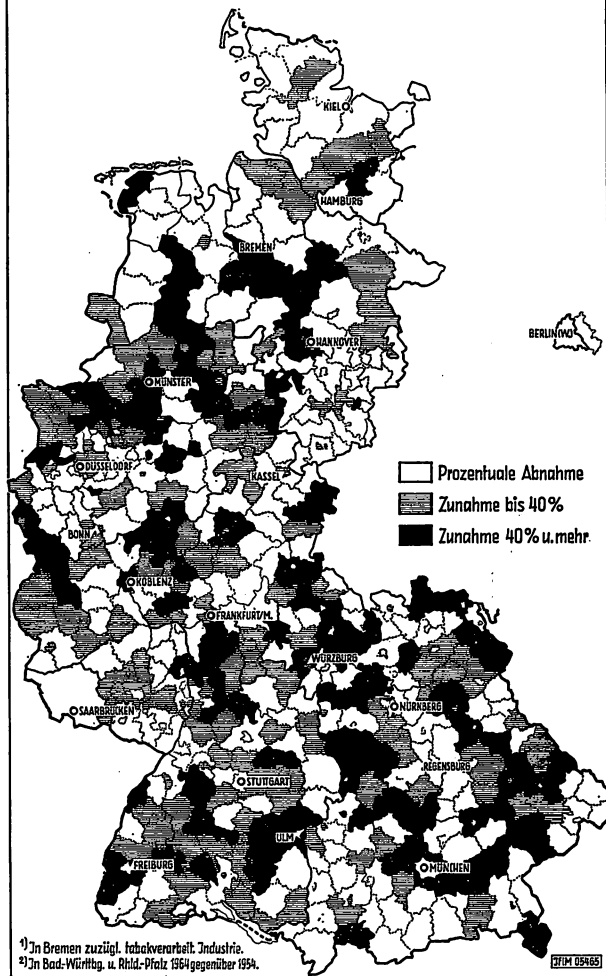 KIEL
HAMBURG
BREMEN
BERLIN(W)
HANNOVER
MÜNSTER
DÜSSELDORF
KASSEL
Prozentuale Abnahme
Zunahme bis 40%
Zunahme 40% u. mehr
BONN
KOBLENZ
FRANKFURT/M.
WÜRZBURG
SAARBRÜCKEN
NÜRNBERG
REGENSBURG
STUTTGART
ULM
FREIBURG
MÜNCHEN
1) In Bremen zuzügl. tabakverarbeit. Industrie.
2) In Bad.-Württbg. u. Rhld.-Pfalz 1964 gegenüber 1954.
JFIM 05465